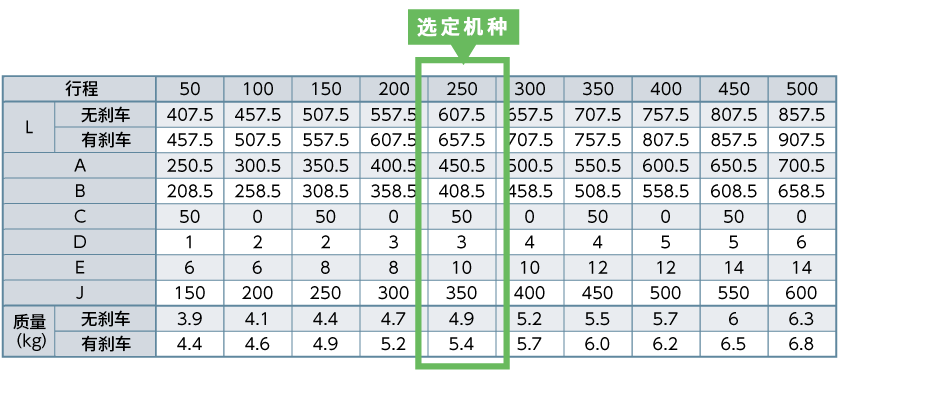 选定机种
行程 50 100 150 200 250 300 350 400 450 500
L 无刹车 407.5 457.5 507.5 557.5 607.5 657.5 707.5 757.5 807.5 857.5
有刹车 457.5 507.5 557.5 607.5 657.5 707.5 757.5 807.5 857.5 907.5
A 250.5 300.5 350.5 400.5 450.5 500.5 550.5 600.5 650.5 700.5
B 208.5 258.5 308.5 358.5 408.5 458.5 508.5 558.5 608.5 658.5
C 50 0 50 0 50 0 50 0 50 0
D 1 2 2 3 3 4 4 5 5 6
E 6 6 8 8 10 10 12 12 14 14
J 150 200 250 300 350 400 450 500 550 600
质量(kg) 无刹车 3.9 4.1 4.4 4.7 4.9 5.2 5.5 5.7 6 6.3
有刹车 4.4 4.6 4.9 5.2 5.4 5.7 6.0 6.2 6.5 6.8